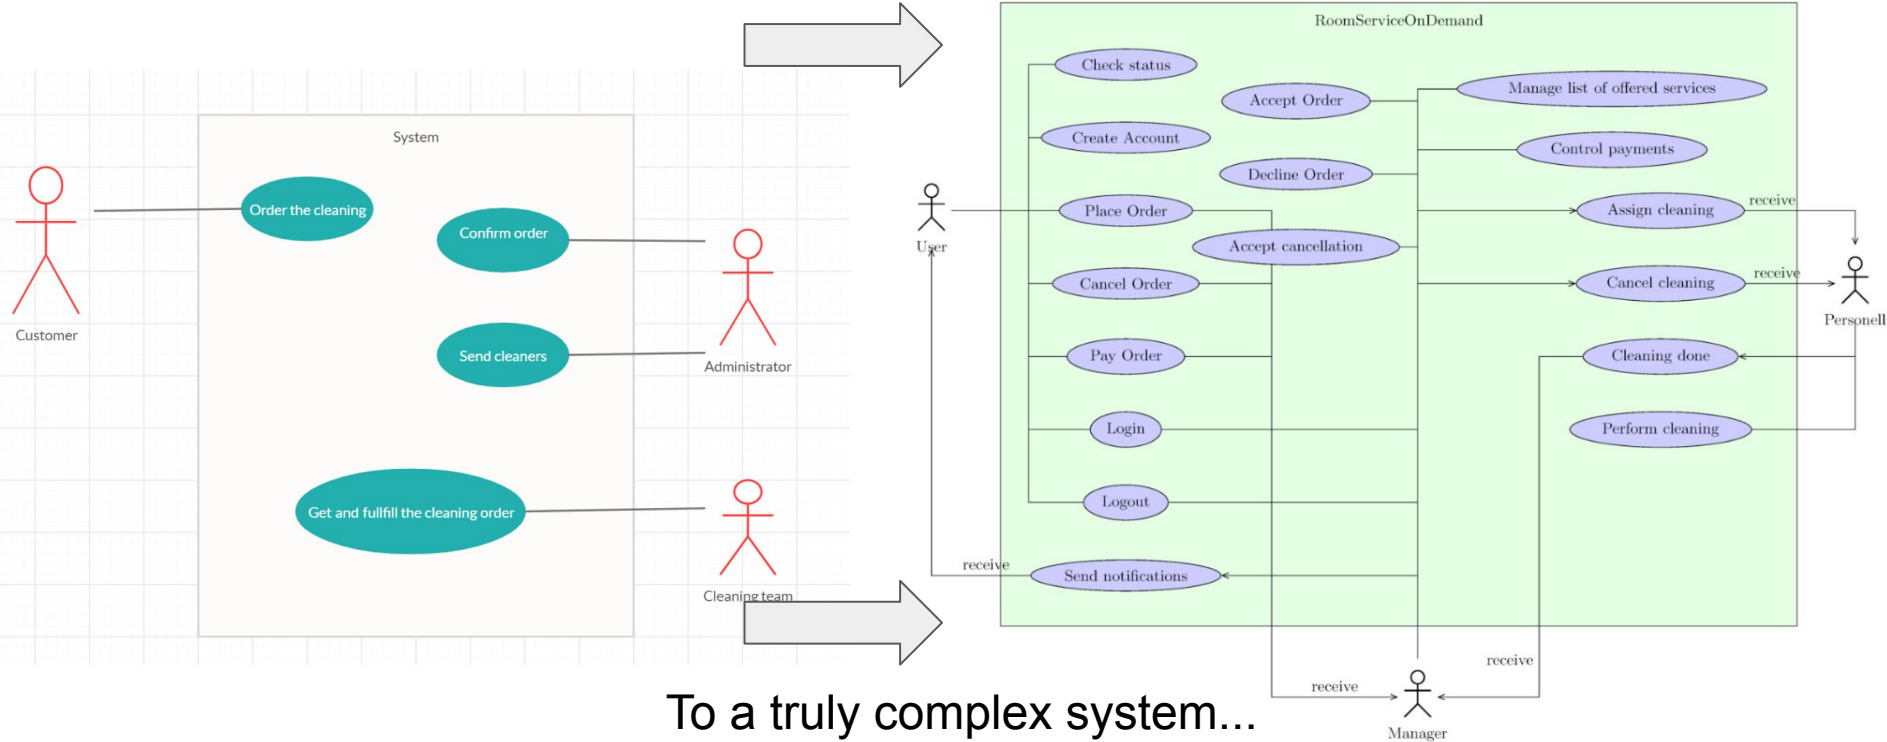 System
Order the cleaning
Confirm order
Customer
Send cleaners
Administrator
Get and fullfill the cleaning order
Cleaning team
RoomServiceOnDemand
Check status
Manage list of offered services
Accept Order
Create Account
Control payments
Decline Order
Place Order
Assign cleaning
receive
User
Accept cancellation
Cancel Order
Cancel cleaning
receive
Personell
Pay Order
Cleaning done
Login
Perform cleaning
Logout
receive
Send notifications
receive
receive
Manager
To a truly complex system...